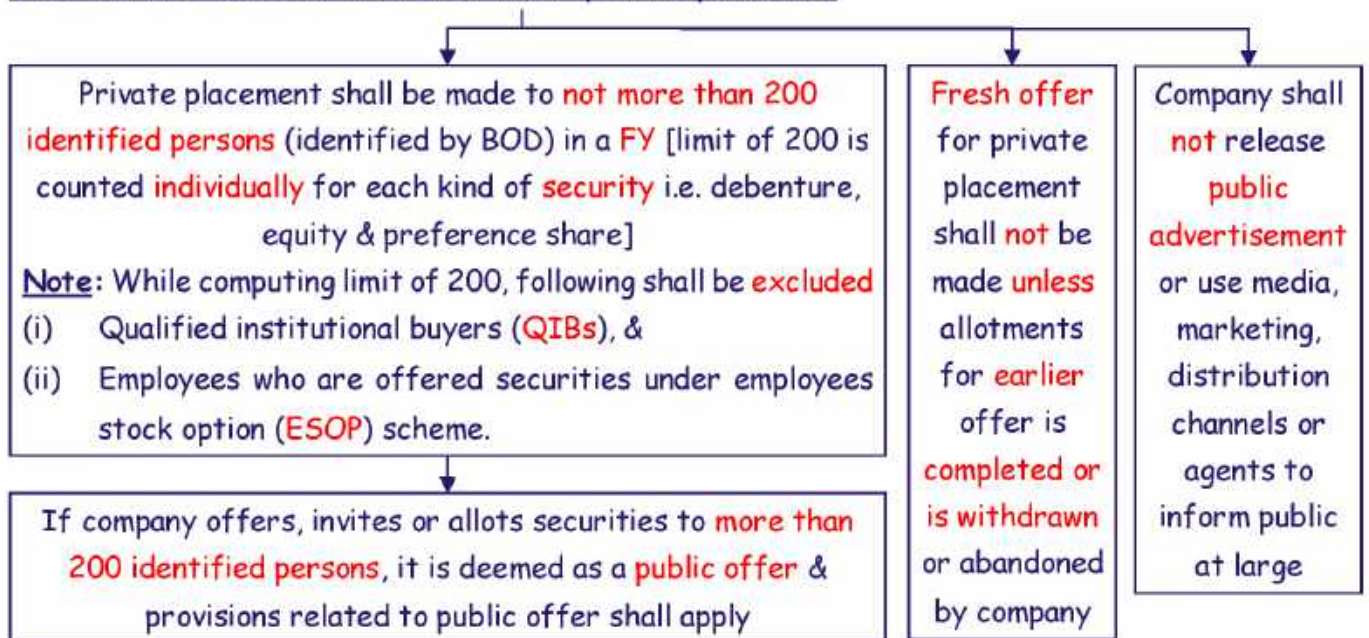 Private placement shall be made to not more than 200
identified persons (identified by BOD) in a FY [limit of 200 is
counted individually for each kind of security i.e. debenture,
equity & preference share]
Note: While computing limit of 200, following shall be excluded
(i) Qualified institutional buyers (QIBs), &
(ii) Employees who are offered securities under employees
stock option (ESOP) scheme.
If company offers, invites or allots securities to more than
200 identified persons, it is deemed as a public offer &
provisions related to public offer shall apply
Fresh offer
for private
placement
shall not be
made unless
allotments
for earlier
offer is
completed or
is withdrawn
or abandoned
by company
Company shall
not release
public
advertisement
or use media,
marketing,
distribution
channels or
agents to
inform public
at large